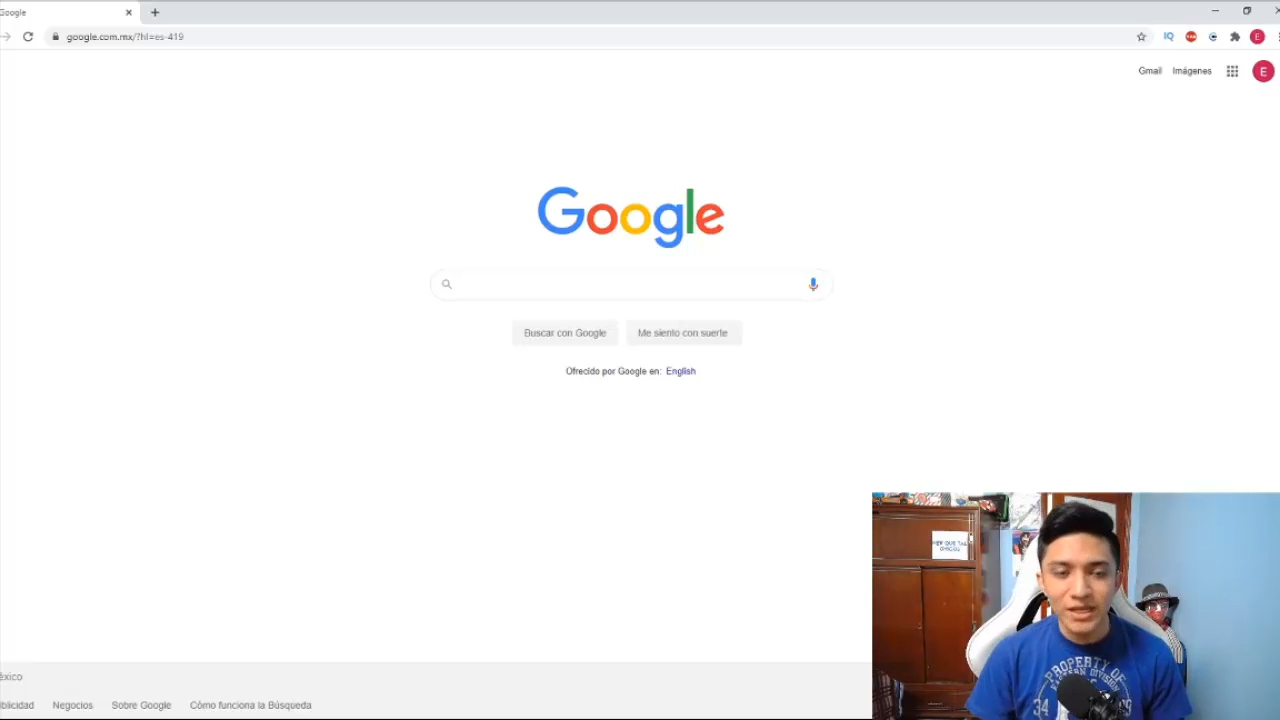 Google
google.com.mx/?hl=es-419
IQ
E
Gmail Imágenes
E
Google
Buscar con Google Me siento con suerte
Ofrecido por Google en: English
PROPERTY OF
34
éxico
blicidad Negocios Sobre Google Cómo funciona la Búsqueda